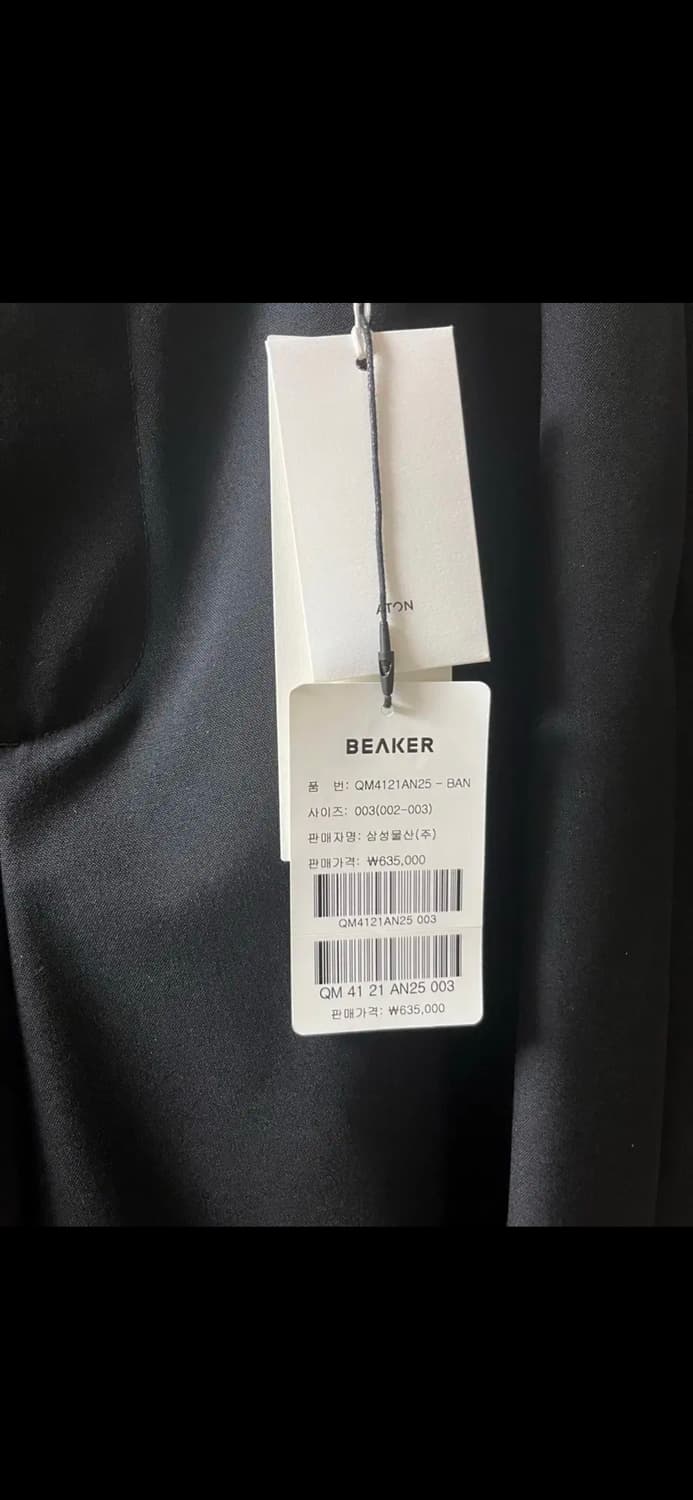 ATON
BEAKER
품 번: QM4121AN25 - BAN
사이즈: 003(002-003)
판매자명: 삼성물산(주)
판매가격: ₩635,000
QM4121AN25 003
QM 41 21 AN25 003
판매가격: ₩635,000